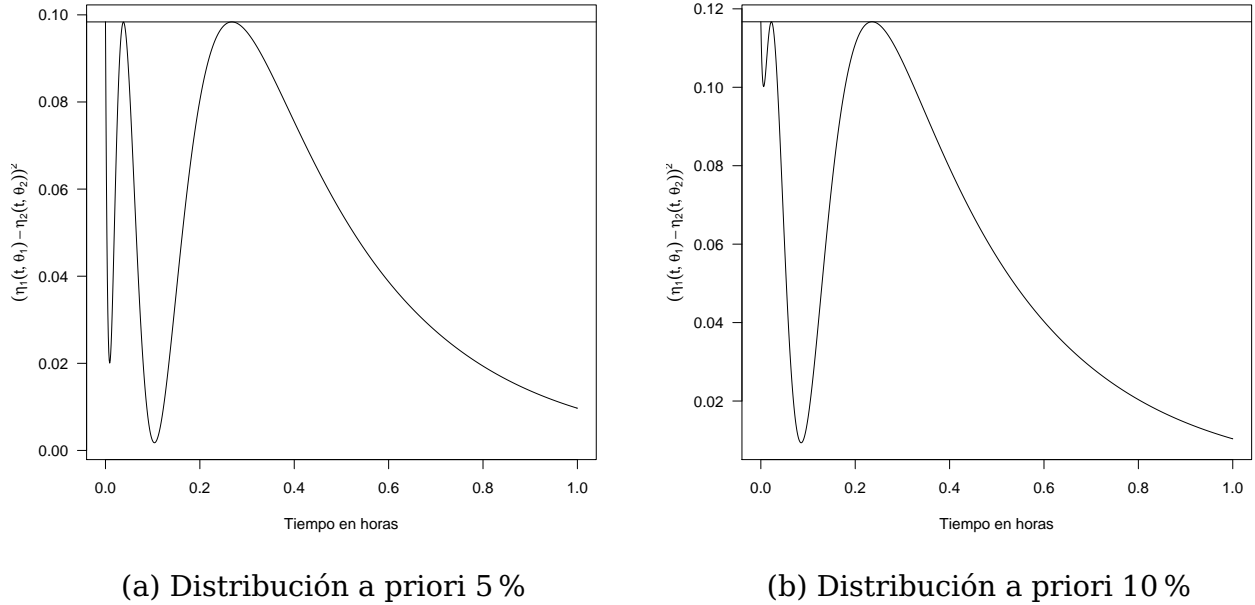 0.10
0.08
0.06
0.04
0.02
0.00
(η₁(t, θ₁) − η₂(t, θ₂))²
0.0 0.2 0.4 0.6 0.8 1.0
Tiempo en horas
(a) Distribución a priori 5 %
0.12
0.10
0.08
0.06
0.04
0.02
(η₁(t, θ₁) − η₂(t, θ₂))²
0.0 0.2 0.4 0.6 0.8 1.0
Tiempo en horas
(b) Distribución a priori 10 %